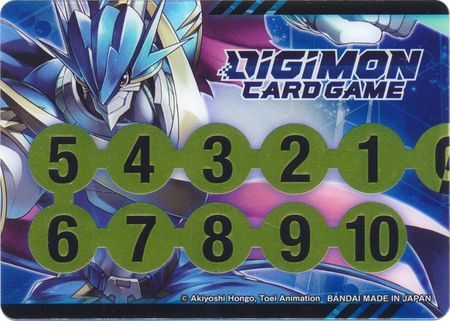 DIGIMON
CARD GAME
5 4 3 2 1 0
6 7 8 9 10
© Akiyoshi Hongo, Toei Animation BANDAI MADE IN JAPAN